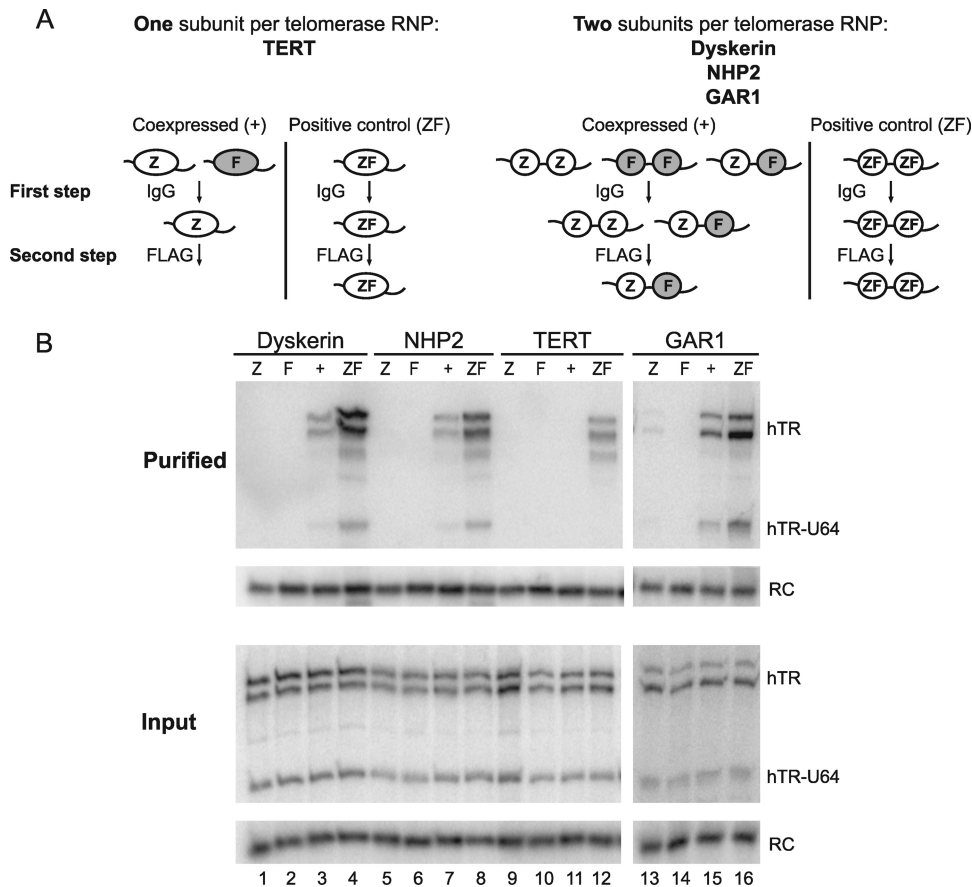 A
One subunit per telomerase RNP:
TERT
Two subunits per telomerase RNP:
Dyskerin
NHP2
GAR1
Coexpressed (+) Positive control (ZF) Coexpressed (+) Positive control (ZF)
Z F ZF Z Z F F Z F ZF ZF
First step IgG IgG IgG IgG
Z ZF Z Z Z F ZF ZF
Second step FLAG FLAG FLAG FLAG
ZF Z F ZF ZF
B
Dyskerin NHP2 TERT GAR1
Z F + ZF Z F + ZF Z F + ZF Z F + ZF
hTR
Purified
hTR-U64
RC
hTR
Input
hTR-U64
RC
1 2 3 4 5 6 7 8 9 10 11 12 13 14 15 16